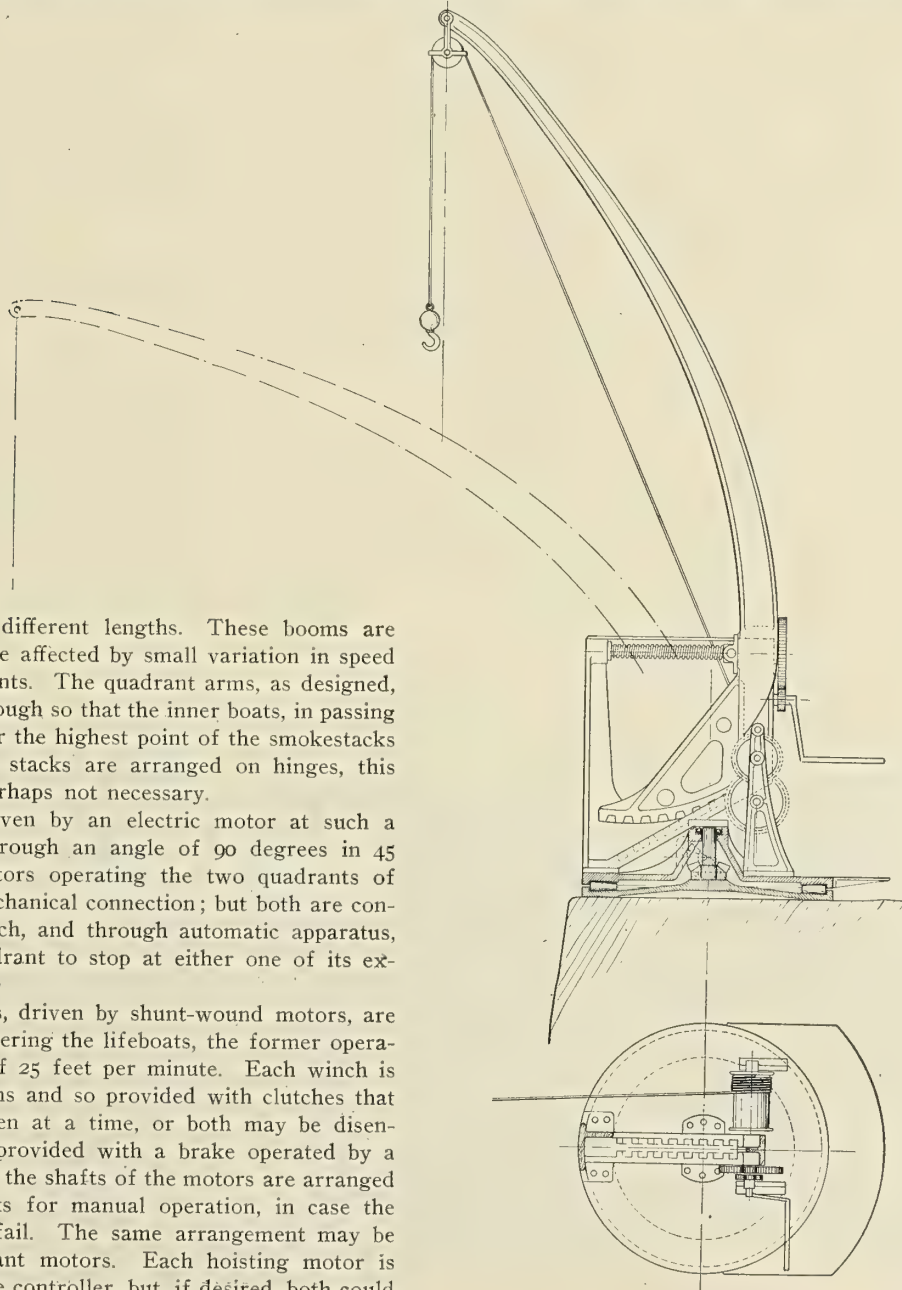 different lengths. These booms are
e affected by small variation in speed
nts. The quadrant arms, as designed,
ough so that the inner boats, in passing
r the highest point of the smokestacks
stacks are arranged on hinges, this
rhaps not necessary.
ven by an electric motor at such a
rough an angle of 90 degrees in 45
tors operating the two quadrants of
chanical connection; but both are con-
ch, and through automatic apparatus,
drant to stop at either one of its ex-
s, driven by shunt-wound motors, are
ering the lifeboats, the former opera-
f 25 feet per minute. Each winch is
ns and so provided with clutches that
en at a time, or both may be disen-
provided with a brake operated by a
the shafts of the motors are arranged
ts for manual operation, in case the
fail. The same arrangement may be
ant motors. Each hoisting motor is
e controller, but, if desired, both could